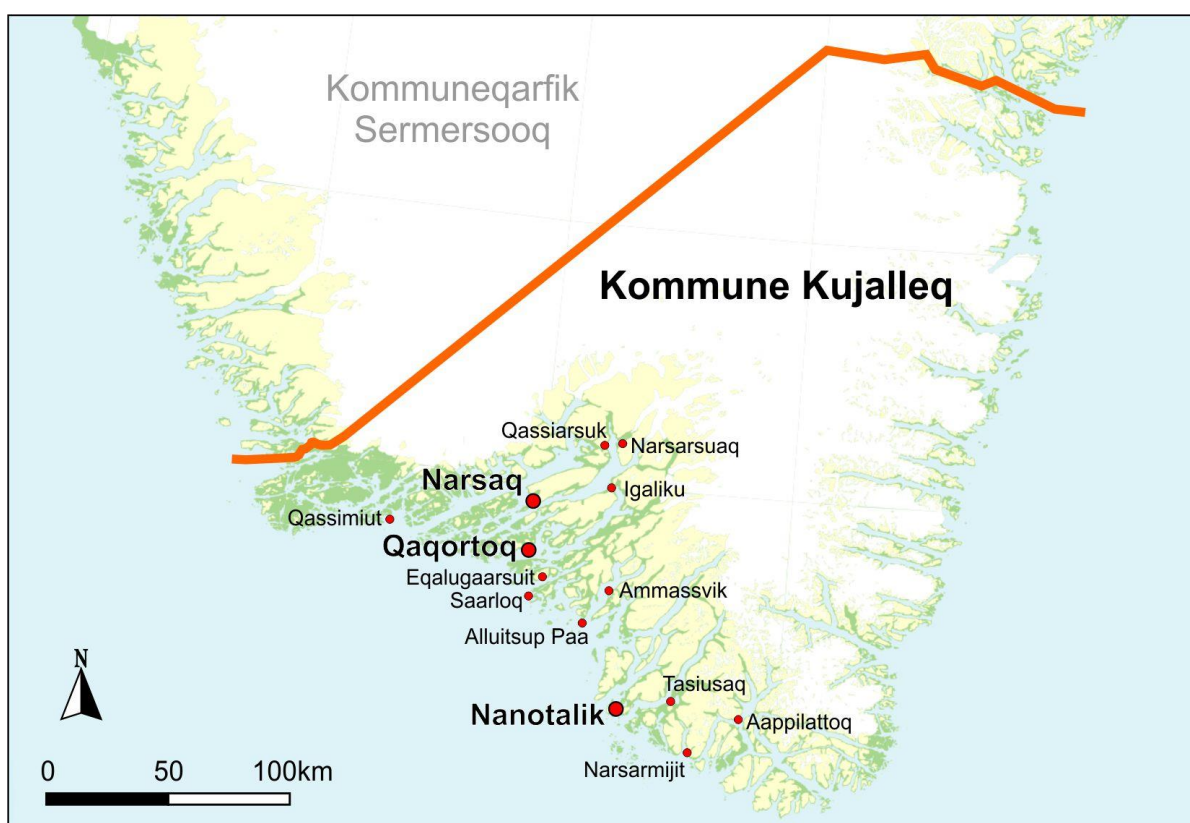 Kommuneqarfik
Sermersooq
Kommune Kujalleq
Qassiarsuk
Narsarsuaq
Narsaq
Igaliku
Qassimiut
Qaqortoq
Eqalugaarsuit
Ammassvik
Saarloq
Alluitsup Paa
Tasiusaq
Nanotalik
Aappilattoq
Narsarmijit
N
0 50 100km